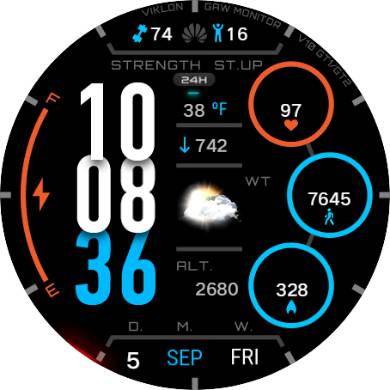 VIKLON GAW MONITOR
V10 GT1/GT2
74 16
STRENGTH ST.UP
24H
38 °F
97
↓742
WT
7645
10
08
36
F
E
ALT.
2680
328
D. M. W.
5 SEP FRI